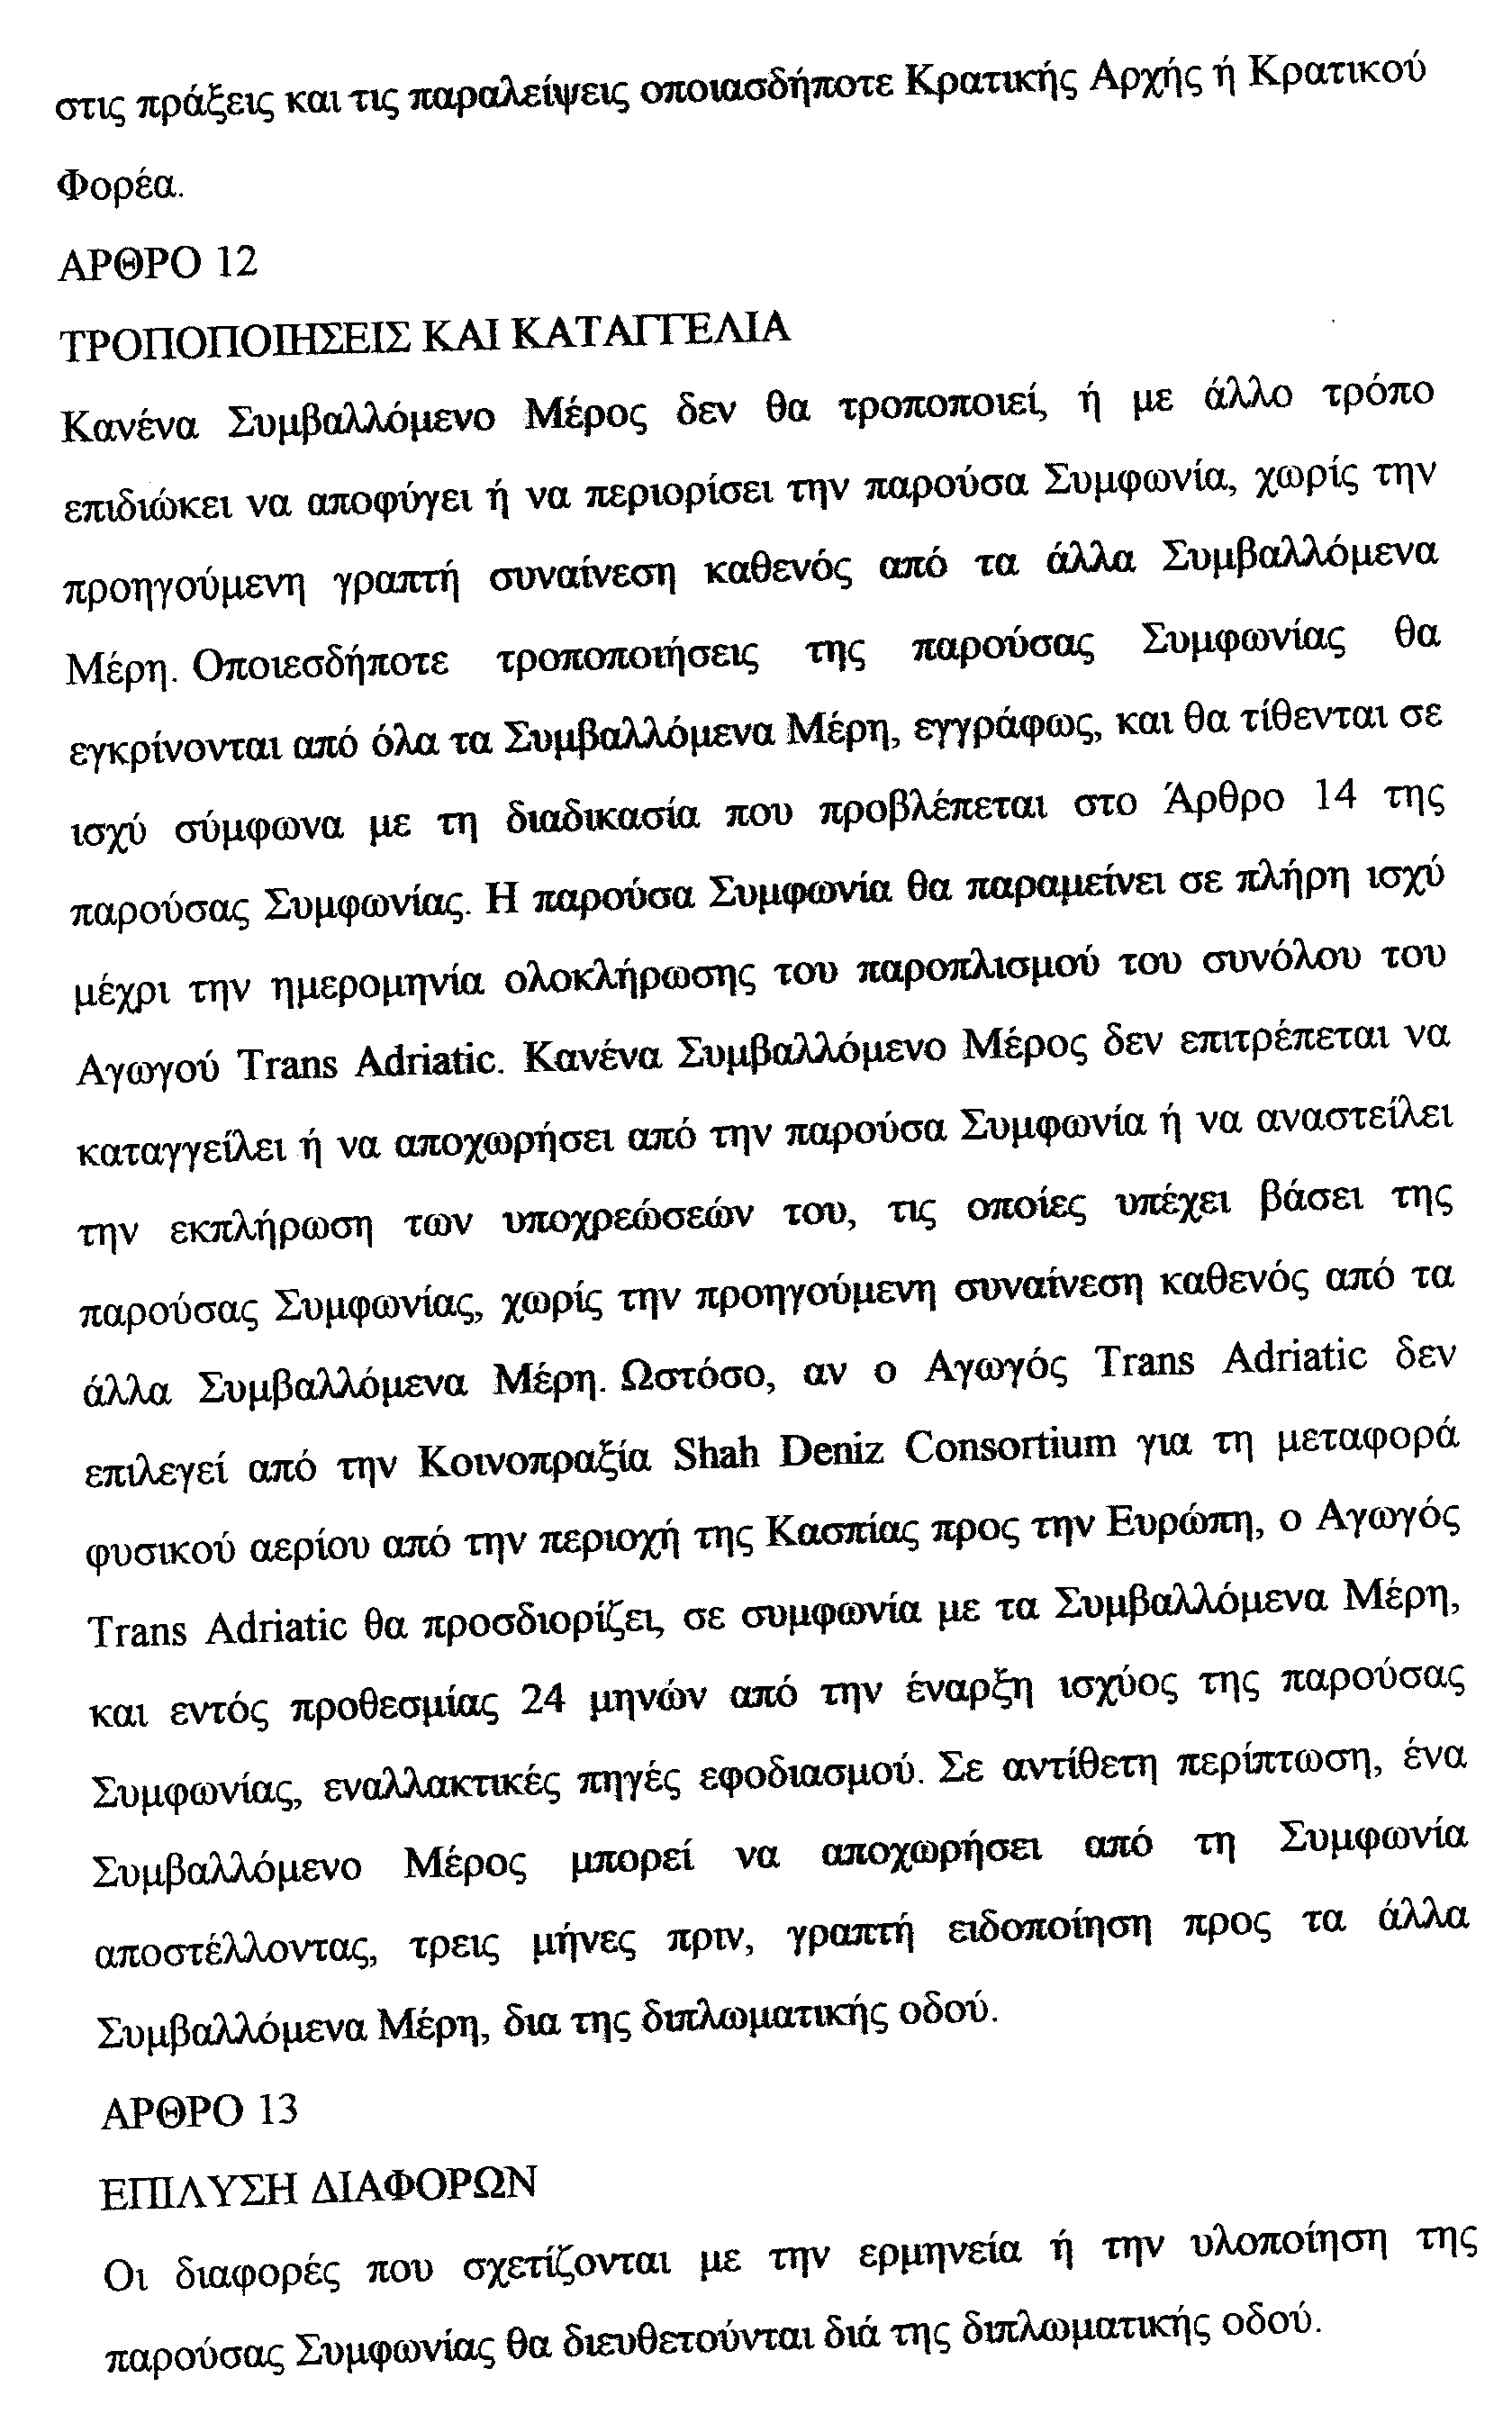 στις πράξεις και τις παραλείψεις οποιασδήποτε Κρατικής Αρχής ή Κρατικού
Φορέα.
ΑΡΘΡΟ 12
ΤΡΟΠΟΠΟΙΗΣΕΙΣ ΚΑΙ ΚΑΤΑΓΓΕΛΙΑ
Κανένα Συμβαλλόμενο Μέρος δεν θα τροποποιεί, ή με άλλο τρόπο
επιδιώκει να αποφύγει ή να περιορίσει την παρούσα Συμφωνία, χωρίς την
προηγούμενη γραπτή συναίνεση καθενός από τα άλλα Συμβαλλόμενα
Μέρη. Οποιεσδήποτε τροποποιήσεις της παρούσας Συμφωνίας θα
εγκρίνονται από όλα τα Συμβαλλόμενα Μέρη, εγγράφως, και θα τίθενται σε
ισχύ σύμφωνα με τη διαδικασία που προβλέπεται στο Άρθρο 14 της
παρούσας Συμφωνίας. Η παρούσα Συμφωνία θα παραμείνει σε πλήρη ισχύ
μέχρι την ημερομηνία ολοκλήρωσης του παροπλισμού του συνόλου του
Αγωγού Trans Adriatic. Κανένα Συμβαλλόμενο Μέρος δεν επιτρέπεται να
καταγγείλει ή να αποχωρήσει από την παρούσα Συμφωνία ή να αναστείλει
την εκπλήρωση των υποχρεώσεών του, τις οποίες υπέχει βάσει της
παρούσας Συμφωνίας, χωρίς την προηγούμενη συναίνεση καθενός από τα
άλλα Συμβαλλόμενα Μέρη. Ωστόσο, αν ο Αγωγός Trans Adriatic δεν
επιλεγεί από την Κοινοπραξία Shah Deniz Consortium για τη μεταφορά
φυσικού αερίου από την περιοχή της Κασπίας προς την Ευρώπη, ο Αγωγός
Trans Adriatic θα προσδιορίζει, σε συμφωνία με τα Συμβαλλόμενα Μέρη,
και εντός προθεσμίας 24 μηνών από την έναρξη ισχύος της παρούσας
Συμφωνίας, εναλλακτικές πηγές εφοδιασμού. Σε αντίθετη περίπτωση, ένα
Συμβαλλόμενο Μέρος μπορεί να αποχωρήσει από τη Συμφωνία
αποστέλλοντας, τρεις μήνες πριν, γραπτή ειδοποίηση προς τα άλλα
Συμβαλλόμενα Μέρη, δια της διπλωματικής οδού.
ΑΡΘΡΟ 13
ΕΠΙΛΥΣΗ ΔΙΑΦΟΡΩΝ
Οι διαφορές που σχετίζονται με την ερμηνεία ή την υλοποίηση της
παρούσας Συμφωνίας θα διευθετούνται διά της διπλωματικής οδού.